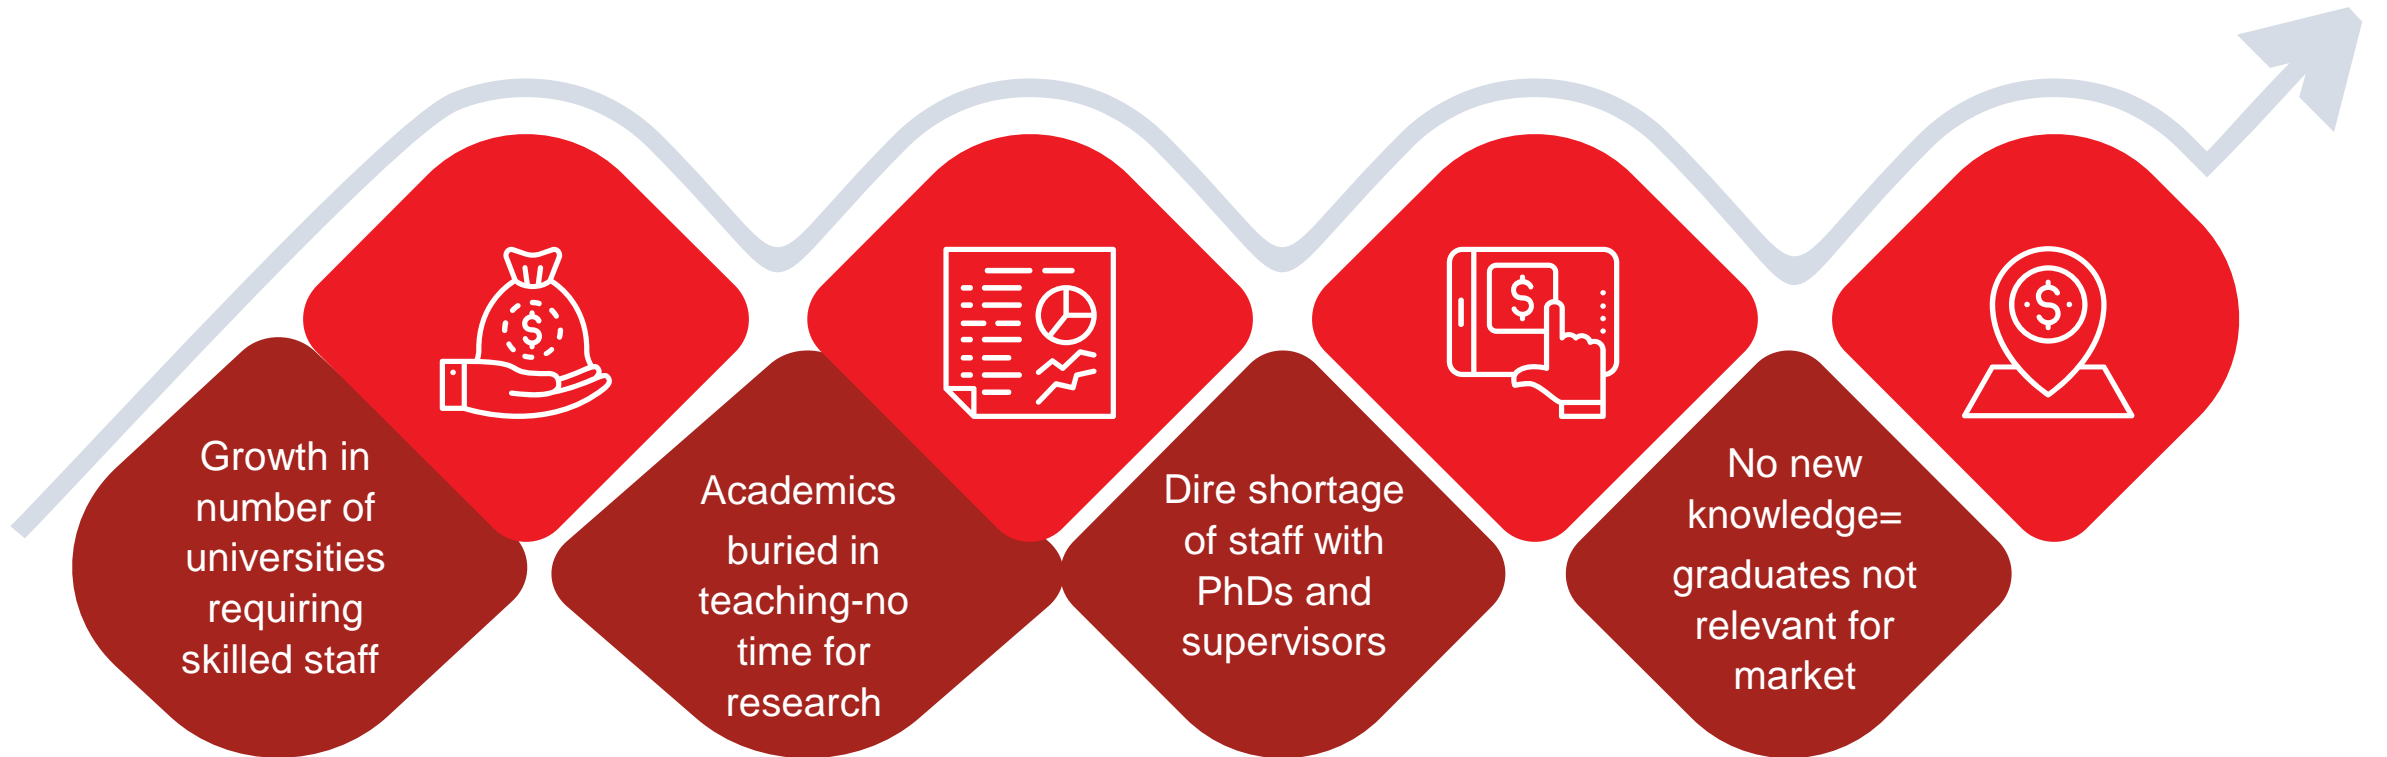 Growth in
number of
universities
requiring
skilled staff
Academics
buried in
teaching-no
time for
research
Dire shortage
of staff with
PhDs and
supervisors
No new
knowledge=
graduates not
relevant for
market
$
$
$